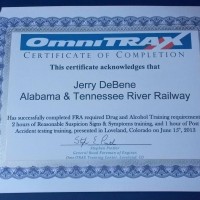 OMNITRAX
CERTIFICATE OF COMPLETION
This certificate acknowledges that
Jerry DeBene
Alabama & Tennessee River Railway
Has successfully completed FRA required Drug and Alcohol Training requirements
2 hours of Reasonable Suspicion Signs & Symptoms training, and 1 hour of Post
Accident testing training, presented in Loveland, Colorado on June 13th, 2013